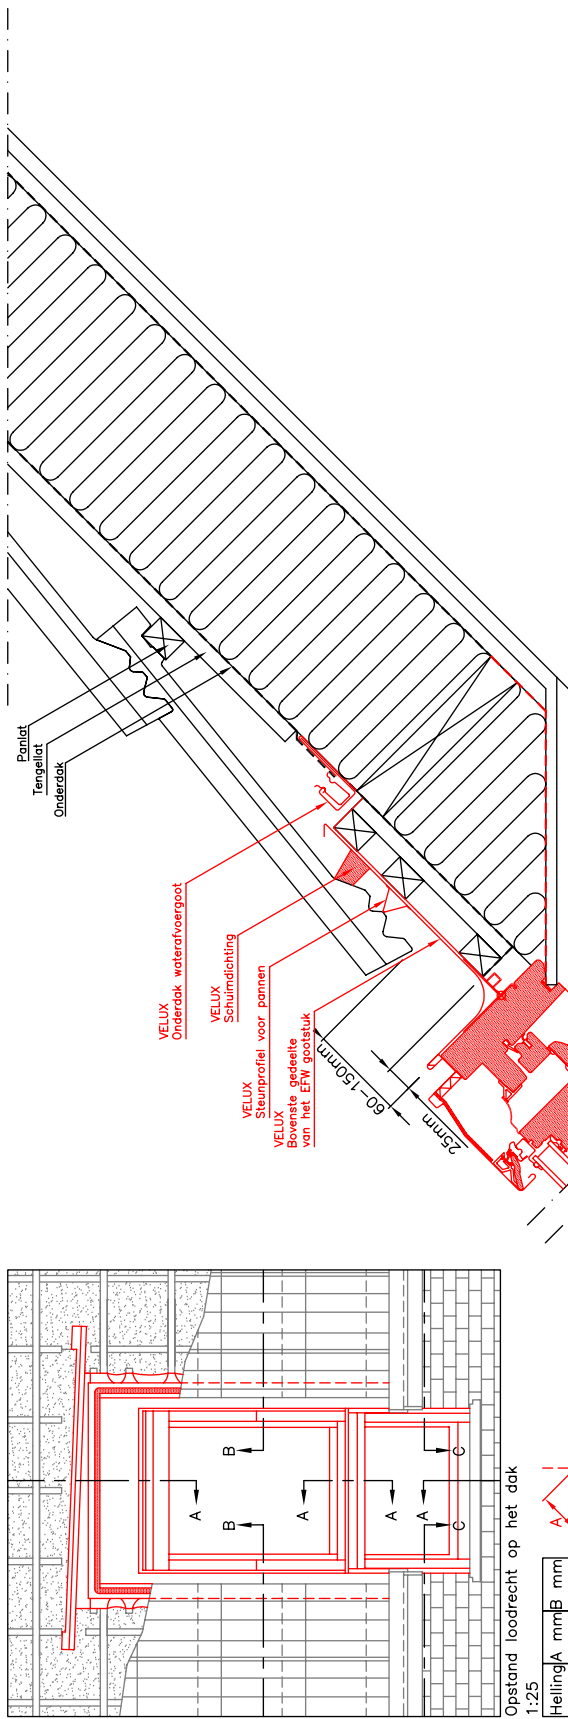 Panlat
Tengellat
Onderdak
VELUX
Onderdak waterafvoergoot
VELUX
Schuimdichting
VELUX
Steunprofiel voor pannen
VELUX
Bovenste gedeelte
van het EFW gootstuk
60-150mm
25mm
B
B
A
A
A
A
C
C
Opstand loodrecht op het dak
1:25
Helling A mm B mm
A